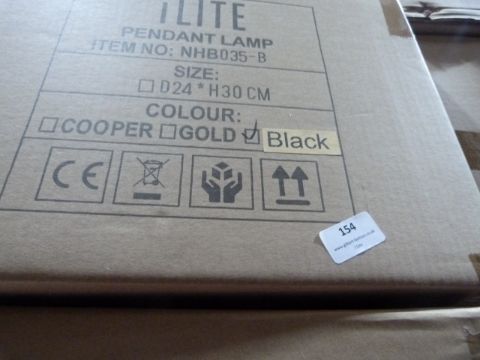 iLITE
PENDANT LAMP
ITEM NO: NHB035-B
SIZE:
D24 * H30 CM
COLOUR:
COOPER GOLD Black
CE
154